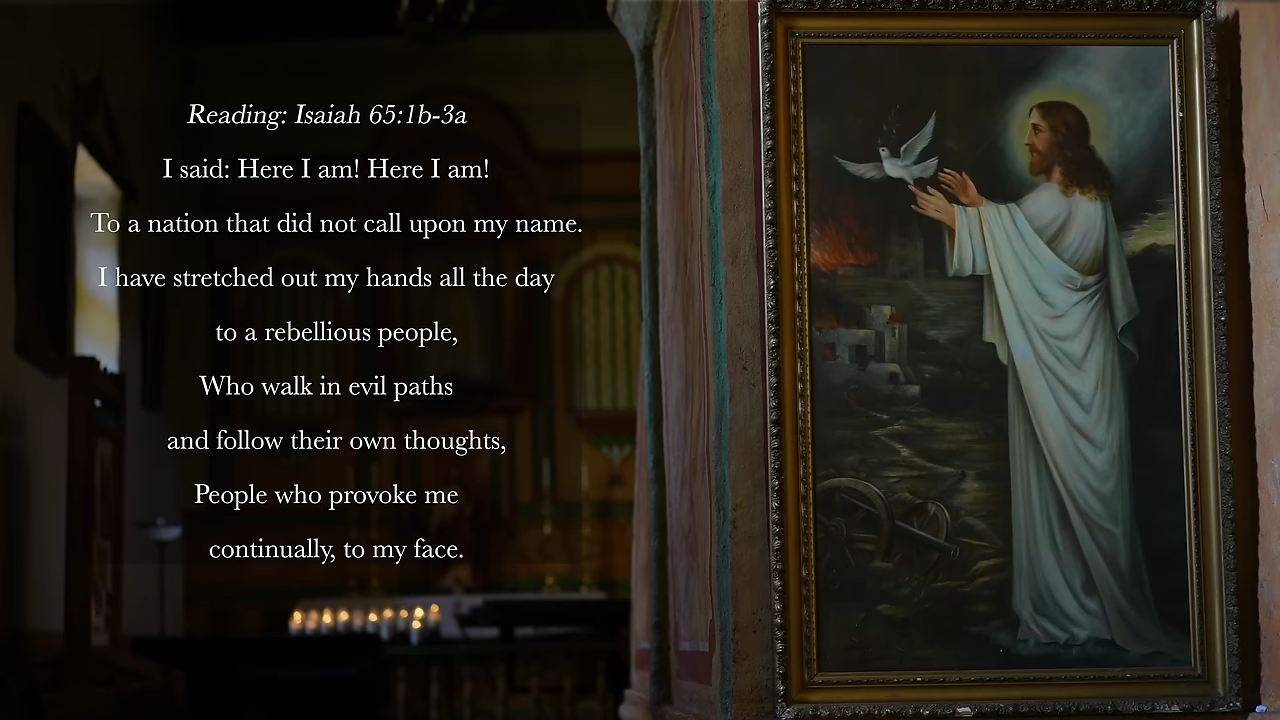 Reading: Isaiah 65:1b-3a
I said: Here I am! Here I am!
To a nation that did not call upon my name.
I have stretched out my hands all the day
to a rebellious people,
Who walk in evil paths
and follow their own thoughts,
People who provoke me
continually, to my face.